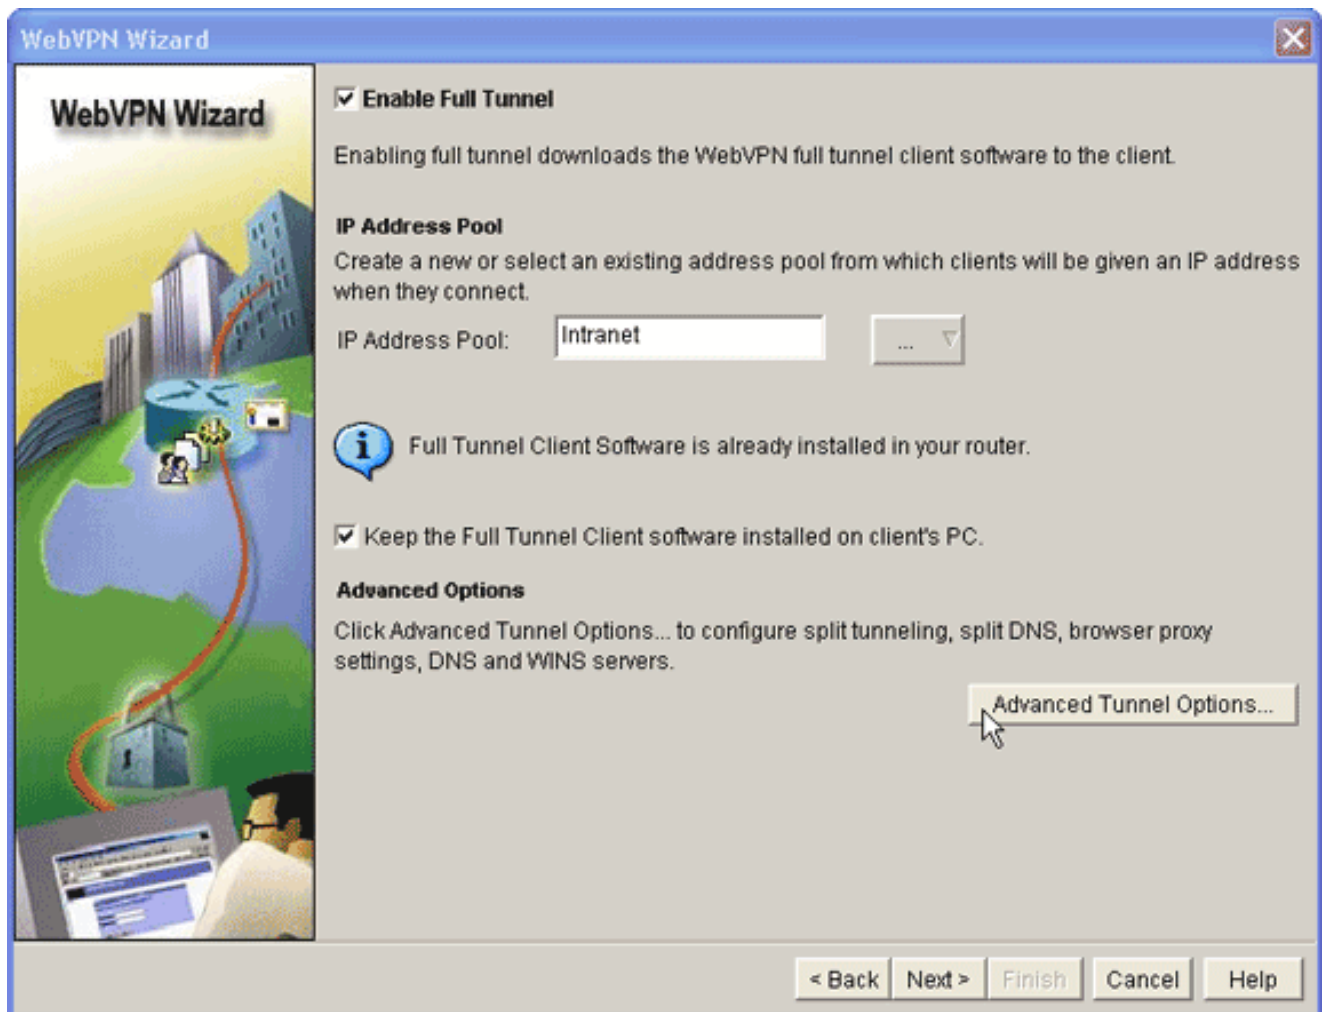 WebVPN Wizard
WebVPN Wizard
Enable Full Tunnel
Enabling full tunnel downloads the WebVPN full tunnel client software to the client.
IP Address Pool
Create a new or select an existing address pool from which clients will be given an IP address
when they connect.
IP Address Pool: Intranet ...
Full Tunnel Client Software is already installed in your router.
Keep the Full Tunnel Client software installed on client's PC.
Advanced Options
Click Advanced Tunnel Options... to configure split tunneling, split DNS, browser proxy
settings, DNS and WINS servers.
Advanced Tunnel Options...
< Back Next > Finish Cancel Help